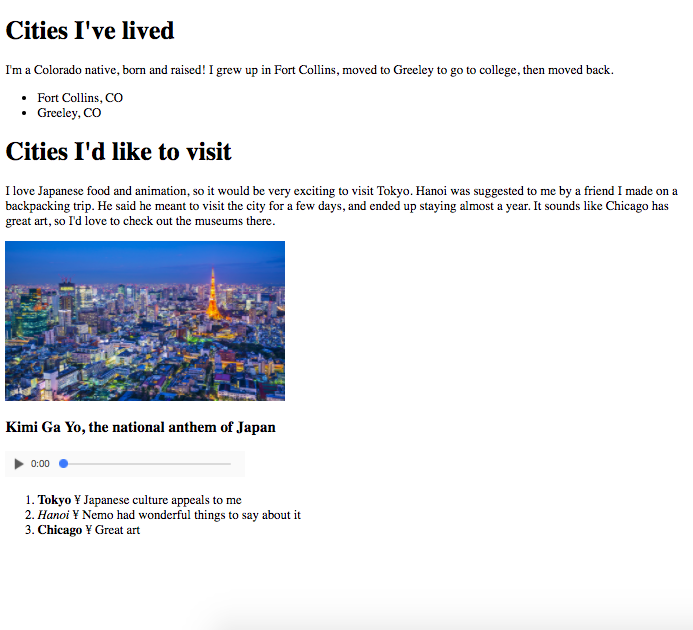 Cities I've lived
I'm a Colorado native, born and raised! I grew up in Fort Collins, moved to Greeley to go to college, then moved back.
• Fort Collins, CO
• Greeley, CO
Cities I'd like to visit
I love Japanese food and animation, so it would be very exciting to visit Tokyo. Hanoi was suggested to me by a friend I made on a
backpacking trip. He said he meant to visit the city for a few days, and ended up staying almost a year. It sounds like Chicago has
great art, so I'd love to check out the museums there.
Kimi Ga Yo, the national anthem of Japan
0:00
1. Tokyo ¥ Japanese culture appeals to me
2. Hanoi ¥ Nemo had wonderful things to say about it
3. Chicago ¥ Great art